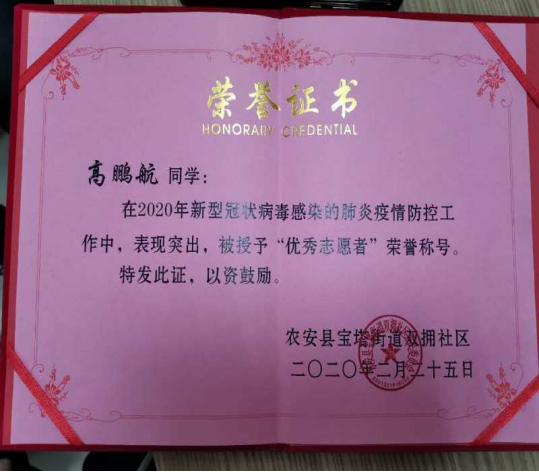 荣誉证书
HONORARY CREDENTIAL
高鹏航 同学：
在2020年新型冠状病毒感染的肺炎疫情防控工
作中，表现突出，被授予“优秀志愿者”荣誉称号。
特发此证，以资鼓励。
农安县宝塔街道双拥社区
二〇二〇年二月二十五日